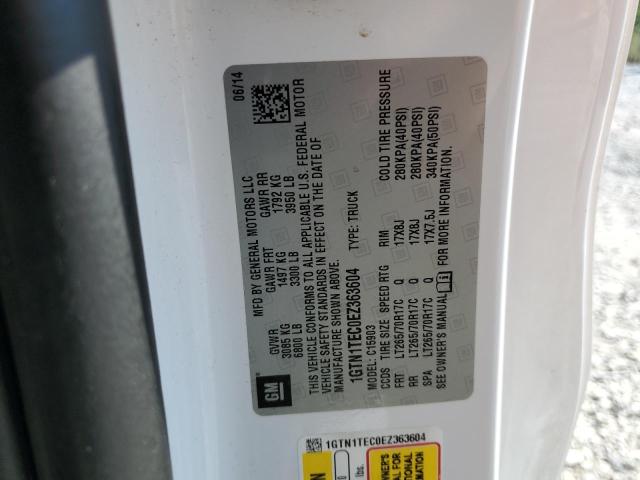 06/14
MFD BY GENERAL MOTORS LLC
GVWR GAWR FRT GAWR RR
3085 KG 1497 KG 1792 KG
6800 LB 3300 LB 3950 LB
THIS VEHICLE CONFORMS TO ALL APPLICABLE U.S. FEDERAL MOTOR
VEHICLE SAFETY STANDARDS IN EFFECT ON THE DATE OF
MANUFACTURE SHOWN ABOVE.
1GTN1TEC0EZ363604 TYPE: TRUCK
MODEL: C15903
CCDS TIRE SIZE SPEED RTG RIM COLD TIRE PRESSURE
FRT LT265/70R17C Q 17X8J 280KPA(40PSI)
RR LT265/70R17C Q 17X8J 280KPA(40PSI)
SPA LT265/70R17C Q 17X7.5J 340KPA(50PSI)
SEE OWNER'S MANUAL FOR MORE INFORMATION.
GM
1GTN1TEC0EZ363604
lbs.